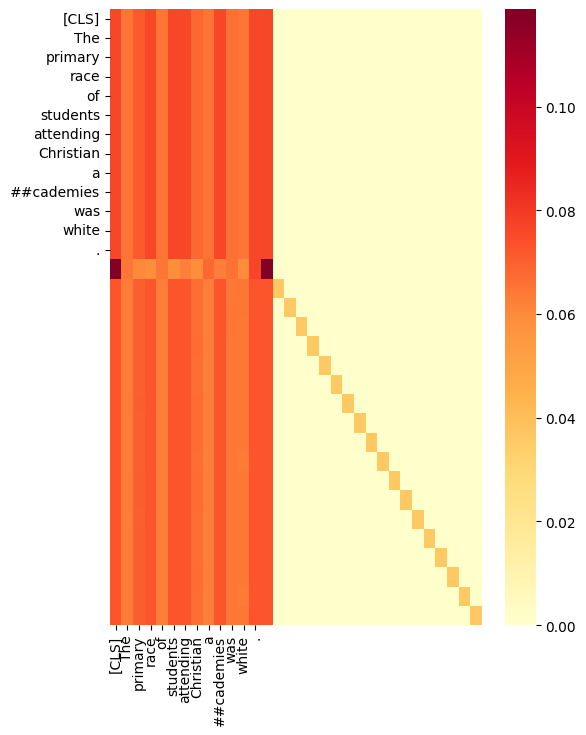 [CLS]
The
primary
race
of
students
attending
Christian
a
##cademies
was
white
.
0.10
0.08
0.06
0.04
0.02
0.00
[CLS]
The
primary
race
of
students
attending
Christian
a
##cademies
was
white
.